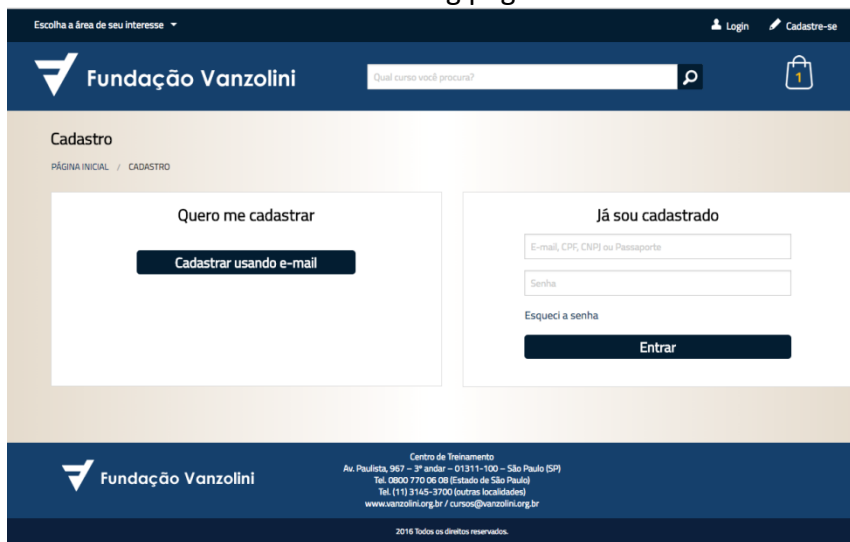 Escolha a área de seu interesse
Login
Cadastre-se
Fundação Vanzolini
Qual curso você procura?
1
Cadastro
PÁGINA INICIAL / CADASTRO
Quero me cadastrar
Cadastrar usando e-mail
Já sou cadastrado
E-mail, CPF, CNPJ ou Passaporte
Senha
Esqueci a senha
Entrar
Fundação Vanzolini
Centro de Treinamento
Av. Paulista, 967 – 3º andar – 01311-100 – São Paulo (SP)
Tel. 0800 770 06 08 (Estado de São Paulo)
Tel. (11) 3145-3700 (outras localidades)
www.vanzolini.org.br / cursos@vanzolini.org.br
2016 Todos os direitos reservados.